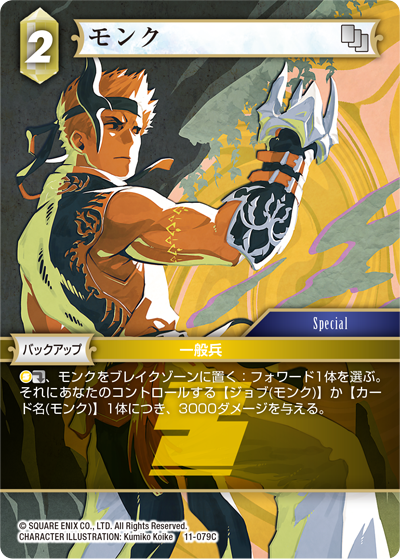 2
モンク
Special
バックアップ
一般兵
、モンクをブレイクゾーンに置く：フォワード1体を選ぶ。
それにあなたのコントロールする【ジョブ(モンク)】か【カー
ド名(モンク)】1体につき、3000ダメージを与える。
© SQUARE ENIX CO., LTD. All Rights Reserved.
CHARACTER ILLUSTRATION: Kumiko Koike 11-079C